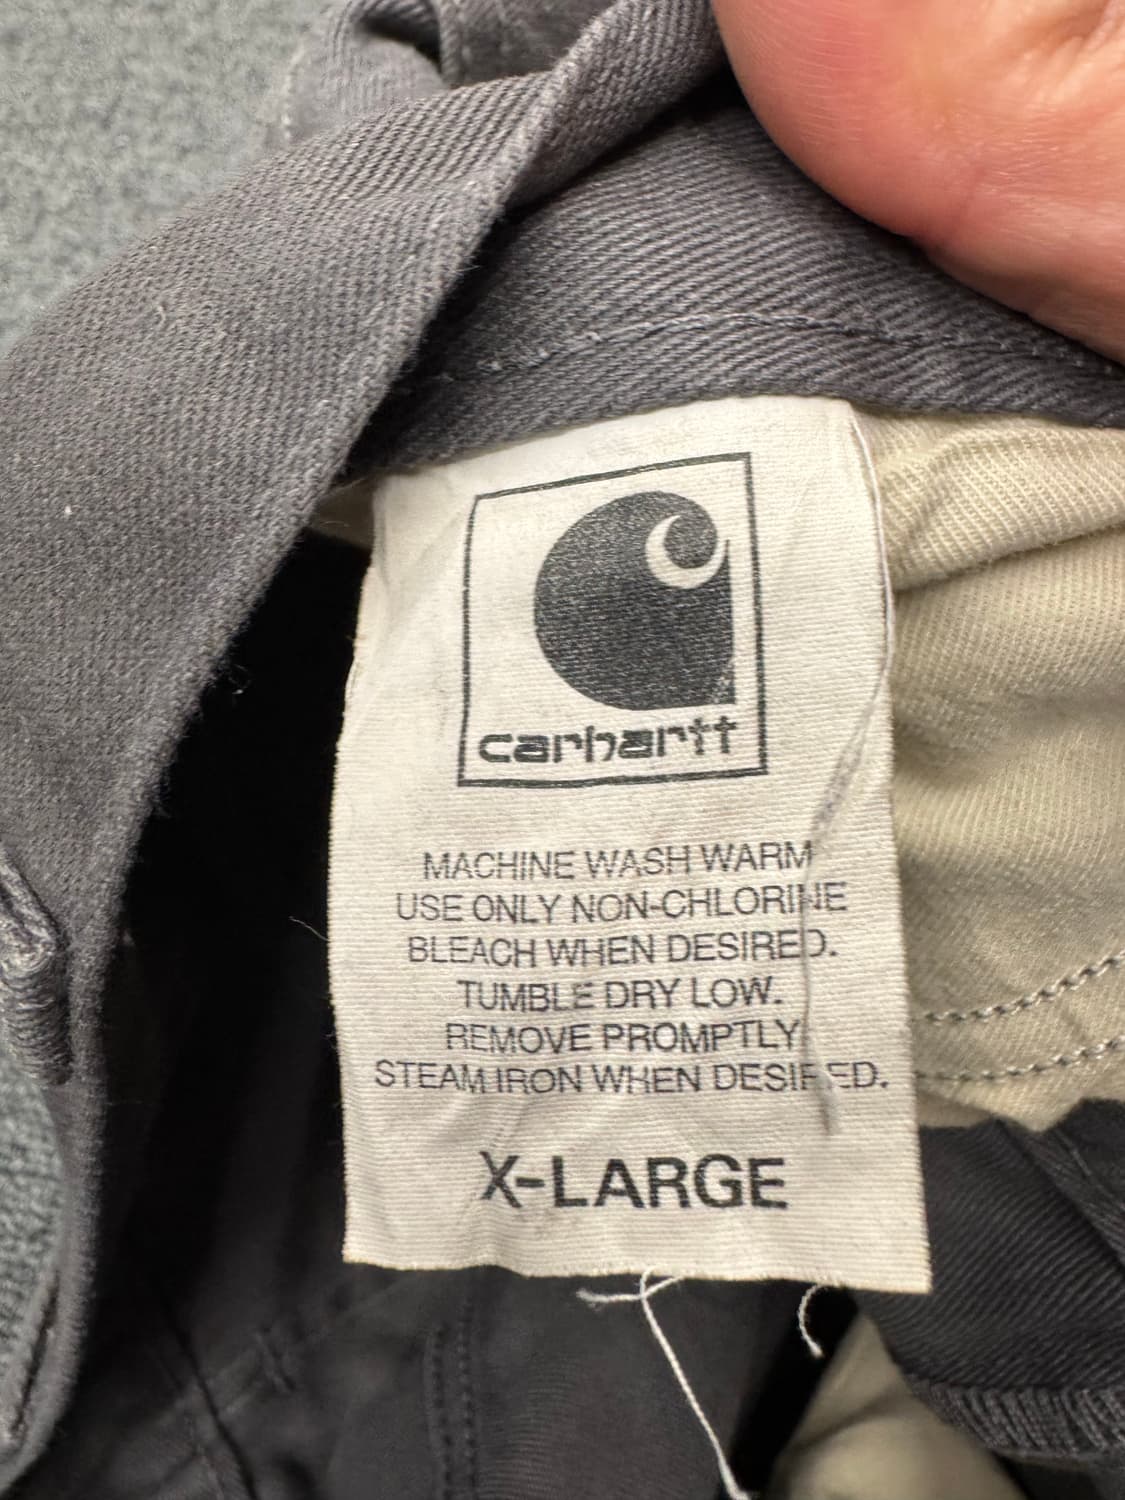 carhartt
MACHINE WASH WARM
USE ONLY NON-CHLORINE
BLEACH WHEN DESIRED.
TUMBLE DRY LOW.
REMOVE PROMPTLY
STEAM IRON WHEN DESIRED.
X-LARGE